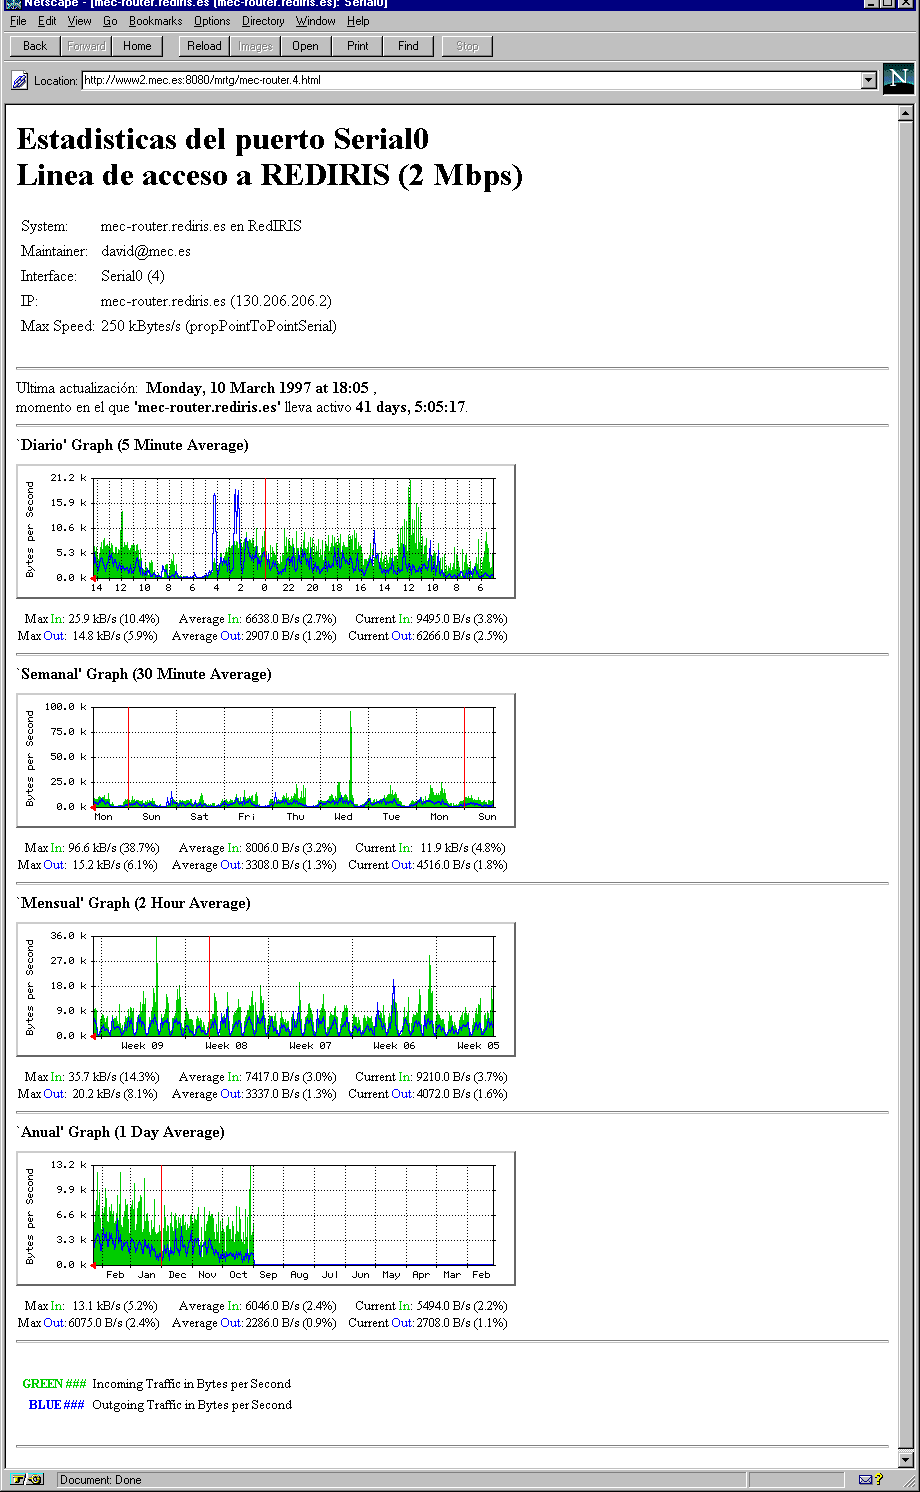 Netscape - [mec-router.rediris.es [mec-router.rediris.es]: Serial0]
File Edit View Go Bookmarks Options Directory Window Help
Back Forward Home Reload Images Open Print Find Stop
Location: http://www2.mec.es:8080/mrtg/mec-router.4.html
N
Estadisticas del puerto Serial0
Linea de acceso a REDIRIS (2 Mbps)
System: mec-router.rediris.es en RedIRIS
Maintainer: david@mec.es
Interface: Serial0 (4)
IP: mec-router.rediris.es (130.206.206.2)
Max Speed: 250 kBytes/s (propPointToPointSerial)
Ultima actualización: Monday, 10 March 1997 at 18:05 ,
momento en el que 'mec-router.rediris.es' lleva activo 41 days, 5:05:17.
`Diario' Graph (5 Minute Average)
Bytes per Second
21.2 k
15.9 k
10.6 k
5.3 k
0.0 k
14 12 10 8 6 4 2 0 22 20 18 16 14 12 10 8 6
Max In: 25.9 kB/s (10.4%) Average In: 6638.0 B/s (2.7%) Current In: 9495.0 B/s (3.8%)
Max Out: 14.8 kB/s (5.9%) Average Out: 2907.0 B/s (1.2%) Current Out: 6266.0 B/s (2.5%)
`Semanal' Graph (30 Minute Average)
Bytes per Second
100.0 k
75.0 k
50.0 k
25.0 k
0.0 k
Mon Sun Sat Fri Thu Wed Tue Mon Sun
Max In: 96.6 kB/s (38.7%) Average In: 8006.0 B/s (3.2%) Current In: 11.9 kB/s (4.8%)
Max Out: 15.2 kB/s (6.1%) Average Out: 3308.0 B/s (1.3%) Current Out: 4516.0 B/s (1.8%)
`Mensual' Graph (2 Hour Average)
Bytes per Second
36.0 k
27.0 k
18.0 k
9.0 k
0.0 k
Week 09 Week 08 Week 07 Week 06 Week 05
Max In: 35.7 kB/s (14.3%) Average In: 7417.0 B/s (3.0%) Current In: 9210.0 B/s (3.7%)
Max Out: 20.2 kB/s (8.1%) Average Out: 3337.0 B/s (1.3%) Current Out: 4072.0 B/s (1.6%)
`Anual' Graph (1 Day Average)
Bytes per Second
13.2 k
9.9 k
6.6 k
3.3 k
0.0 k
Feb Jan Dec Nov Oct Sep Aug Jul Jun May Apr Mar Feb
Max In: 13.1 kB/s (5.2%) Average In: 6046.0 B/s (2.4%) Current In: 5494.0 B/s (2.2%)
Max Out: 6075.0 B/s (2.4%) Average Out: 2286.0 B/s (0.9%) Current Out: 2708.0 B/s (1.1%)
GREEN ### Incoming Traffic in Bytes per Second
BLUE ### Outgoing Traffic in Bytes per Second
Document: Done